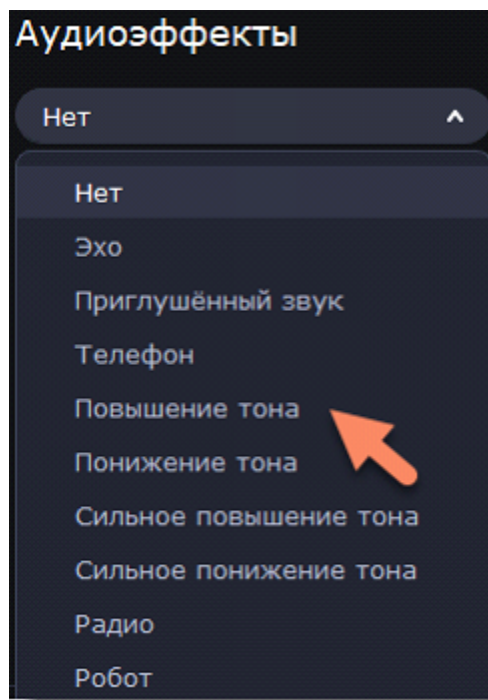 Аудиоэффекты
Нет
Нет
Эхо
Приглушённый звук
Телефон
Повышение тона
Понижение тона
Сильное повышение тона
Сильное понижение тона
Радио
Робот